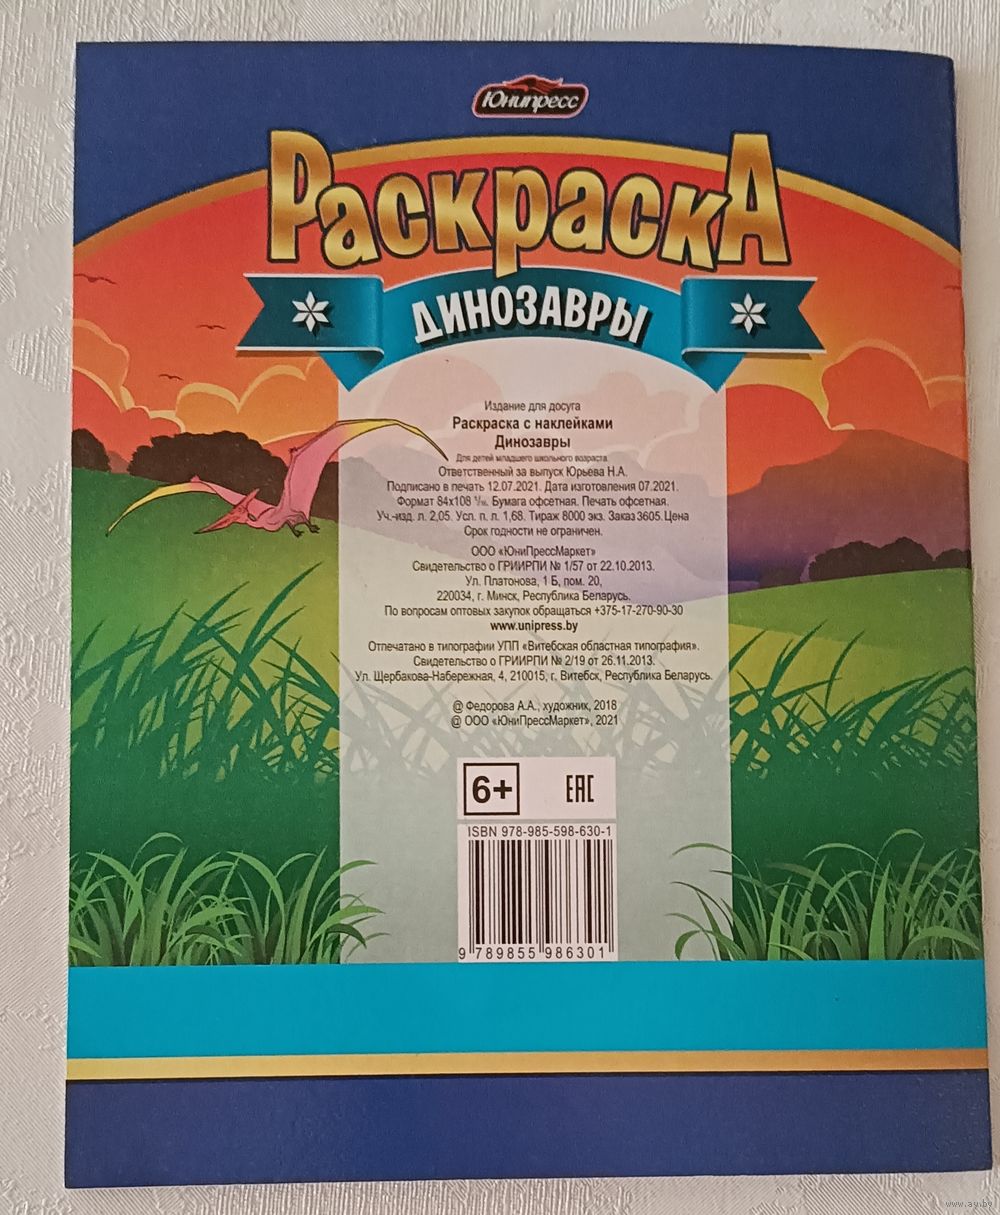 Юнипресс
Раскраска
ДИНОЗАВРЫ
Издание для досуга
Раскраска с наклейками
Динозавры
Для детей младшего школьного возраста.
Ответственный за выпуск Юрьева Н.А.
Подписано в печать 12.07.2021. Дата изготовления 07.2021.
Формат 84х108 ¹/₁₆. Бумага офсетная. Печать офсетная.
Уч.-изд. л. 2,05. Усл. п. л. 1,68. Тираж 8000 экз. Заказ 3605. Цена
Срок годности не ограничен.
ООО «ЮниПрессМаркет»
Свидетельство о ГРИИРПИ № 1/57 от 22.10.2013.
Ул. Платонова, 1 Б, пом. 20,
220034, г. Минск, Республика Беларусь.
По вопросам оптовых закупок обращаться +375-17-270-90-30
www.unipress.by
Отпечатано в типографии УПП «Витебская областная типография».
Свидетельство о ГРИИРПИ № 2/19 от 26.11.2013.
Ул. Щербакова-Набережная, 4, 210015, г. Витебск, Республика Беларусь.
@ Федорова А.А., художник, 2018
@ ООО «ЮниПрессМаркет», 2021
6+ EAC
ISBN 978-985-598-630-1
9 789855 986301
www.ay.by